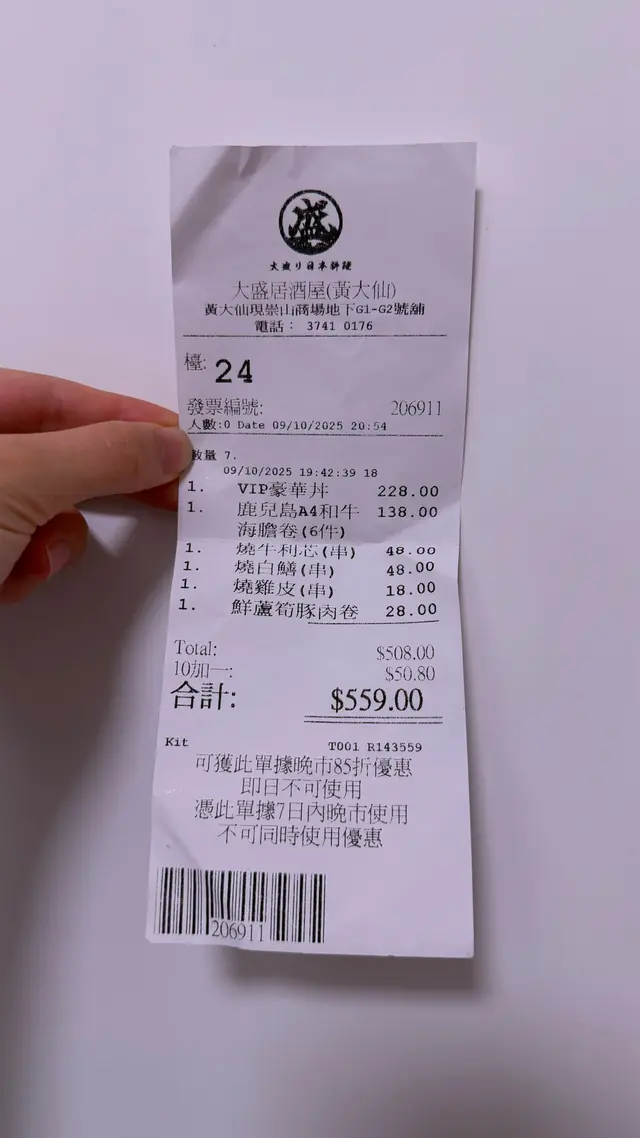 盛
大盛り日本餅酵
大盛居酒屋(黃大仙)
黃大仙現崇山商場地下G1-G2號舖
電話： 3741 0176
檯: 24
發票編號: 206911
人數:0 Date 09/10/2025 20:54
數量 7.
09/10/2025 19:42:39 18
1. VIP豪華丼 228.00
1. 鹿兒島A4和牛 138.00
海膽卷(6件)
1. 燒牛利芯(串) 48.00
1. 燒白鱔(串) 48.00
1. 燒雞皮(串) 18.00
1. 鮮蘆筍豚肉卷 28.00
Total: $508.00
10加一: $50.80
合計: $559.00
Kit T001 R143559
可獲此單據晚市85折優惠
即日不可使用
憑此單據7日內晚市使用
不可同時使用優惠
206911